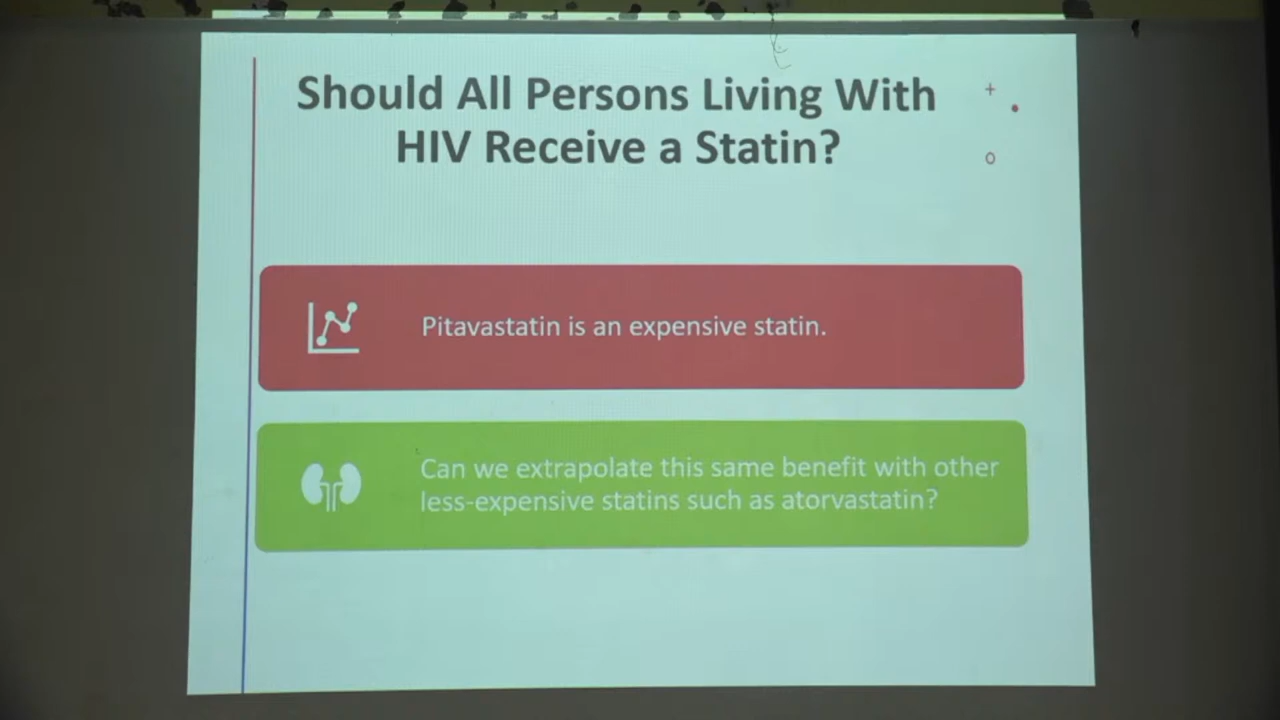 Should All Persons Living With
HIV Receive a Statin?
Pitavastatin is an expensive statin.
Can we extrapolate this same benefit with other
less-expensive statins such as atorvastatin?